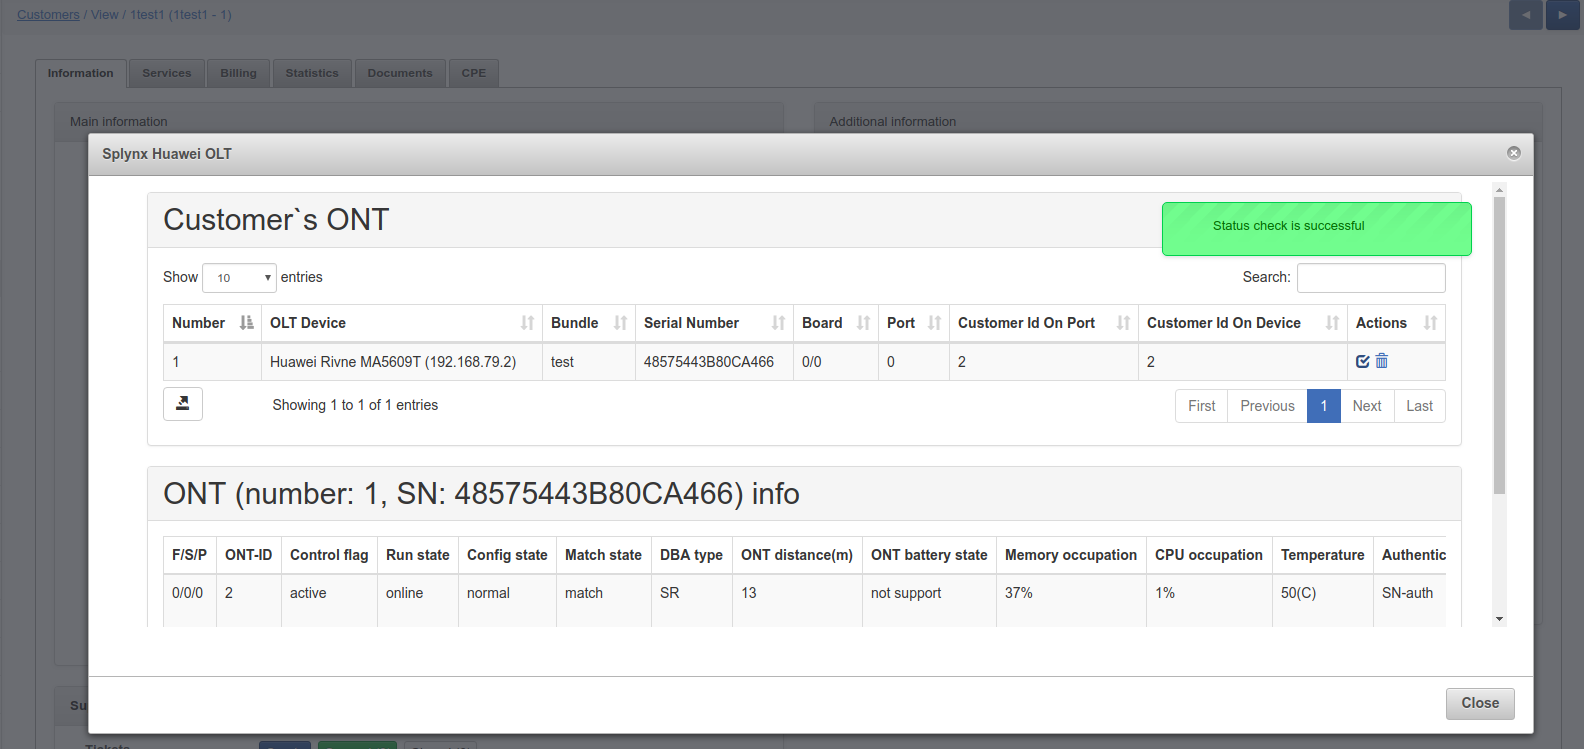 Customers / View / 1test1 (1test1 - 1)
Information Services Billing Statistics Documents CPE
Main information Additional information
Splynx Huawei OLT
Customer`s ONT
Status check is successful
Show 10 entries Search:
Number OLT Device Bundle Serial Number Board Port Customer Id On Port Customer Id On Device Actions
1 Huawei Rivne MA5609T (192.168.79.2) test 48575443B80CA466 0/0 0 2 2
Showing 1 to 1 of 1 entries First Previous 1 Next Last
ONT (number: 1, SN: 48575443B80CA466) info
F/S/P ONT-ID Control flag Run state Config state Match state DBA type ONT distance(m) ONT battery state Memory occupation CPU occupation Temperature Authentic
0/0/0 2 active online normal match SR 13 not support 37% 1% 50(C) SN-auth
Su
Close
Tickets